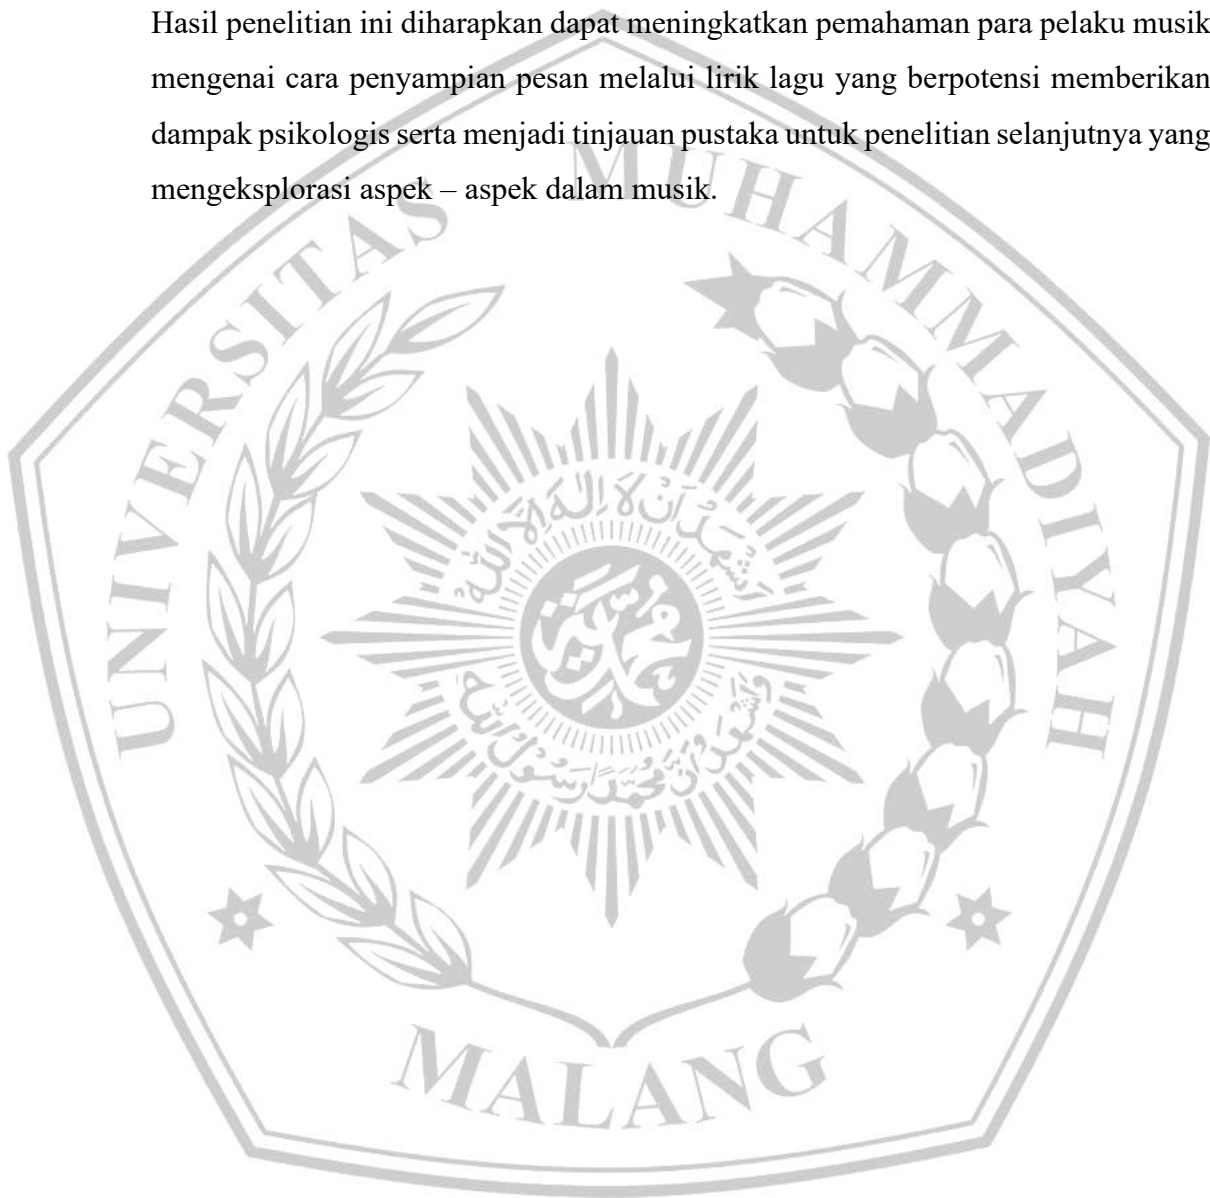 Hasil penelitian ini diharapkan dapat meningkatkan pemahaman para pelaku musik
mengenai cara penyampian pesan melalui lirik lagu yang berpotensi memberikan
dampak psikologis serta menjadi tinjauan pustaka untuk penelitian selanjutnya yang
mengeksplorasi aspek – aspek dalam musik.
UNIVERSITAS MUHAMMADIYAH
MALANG